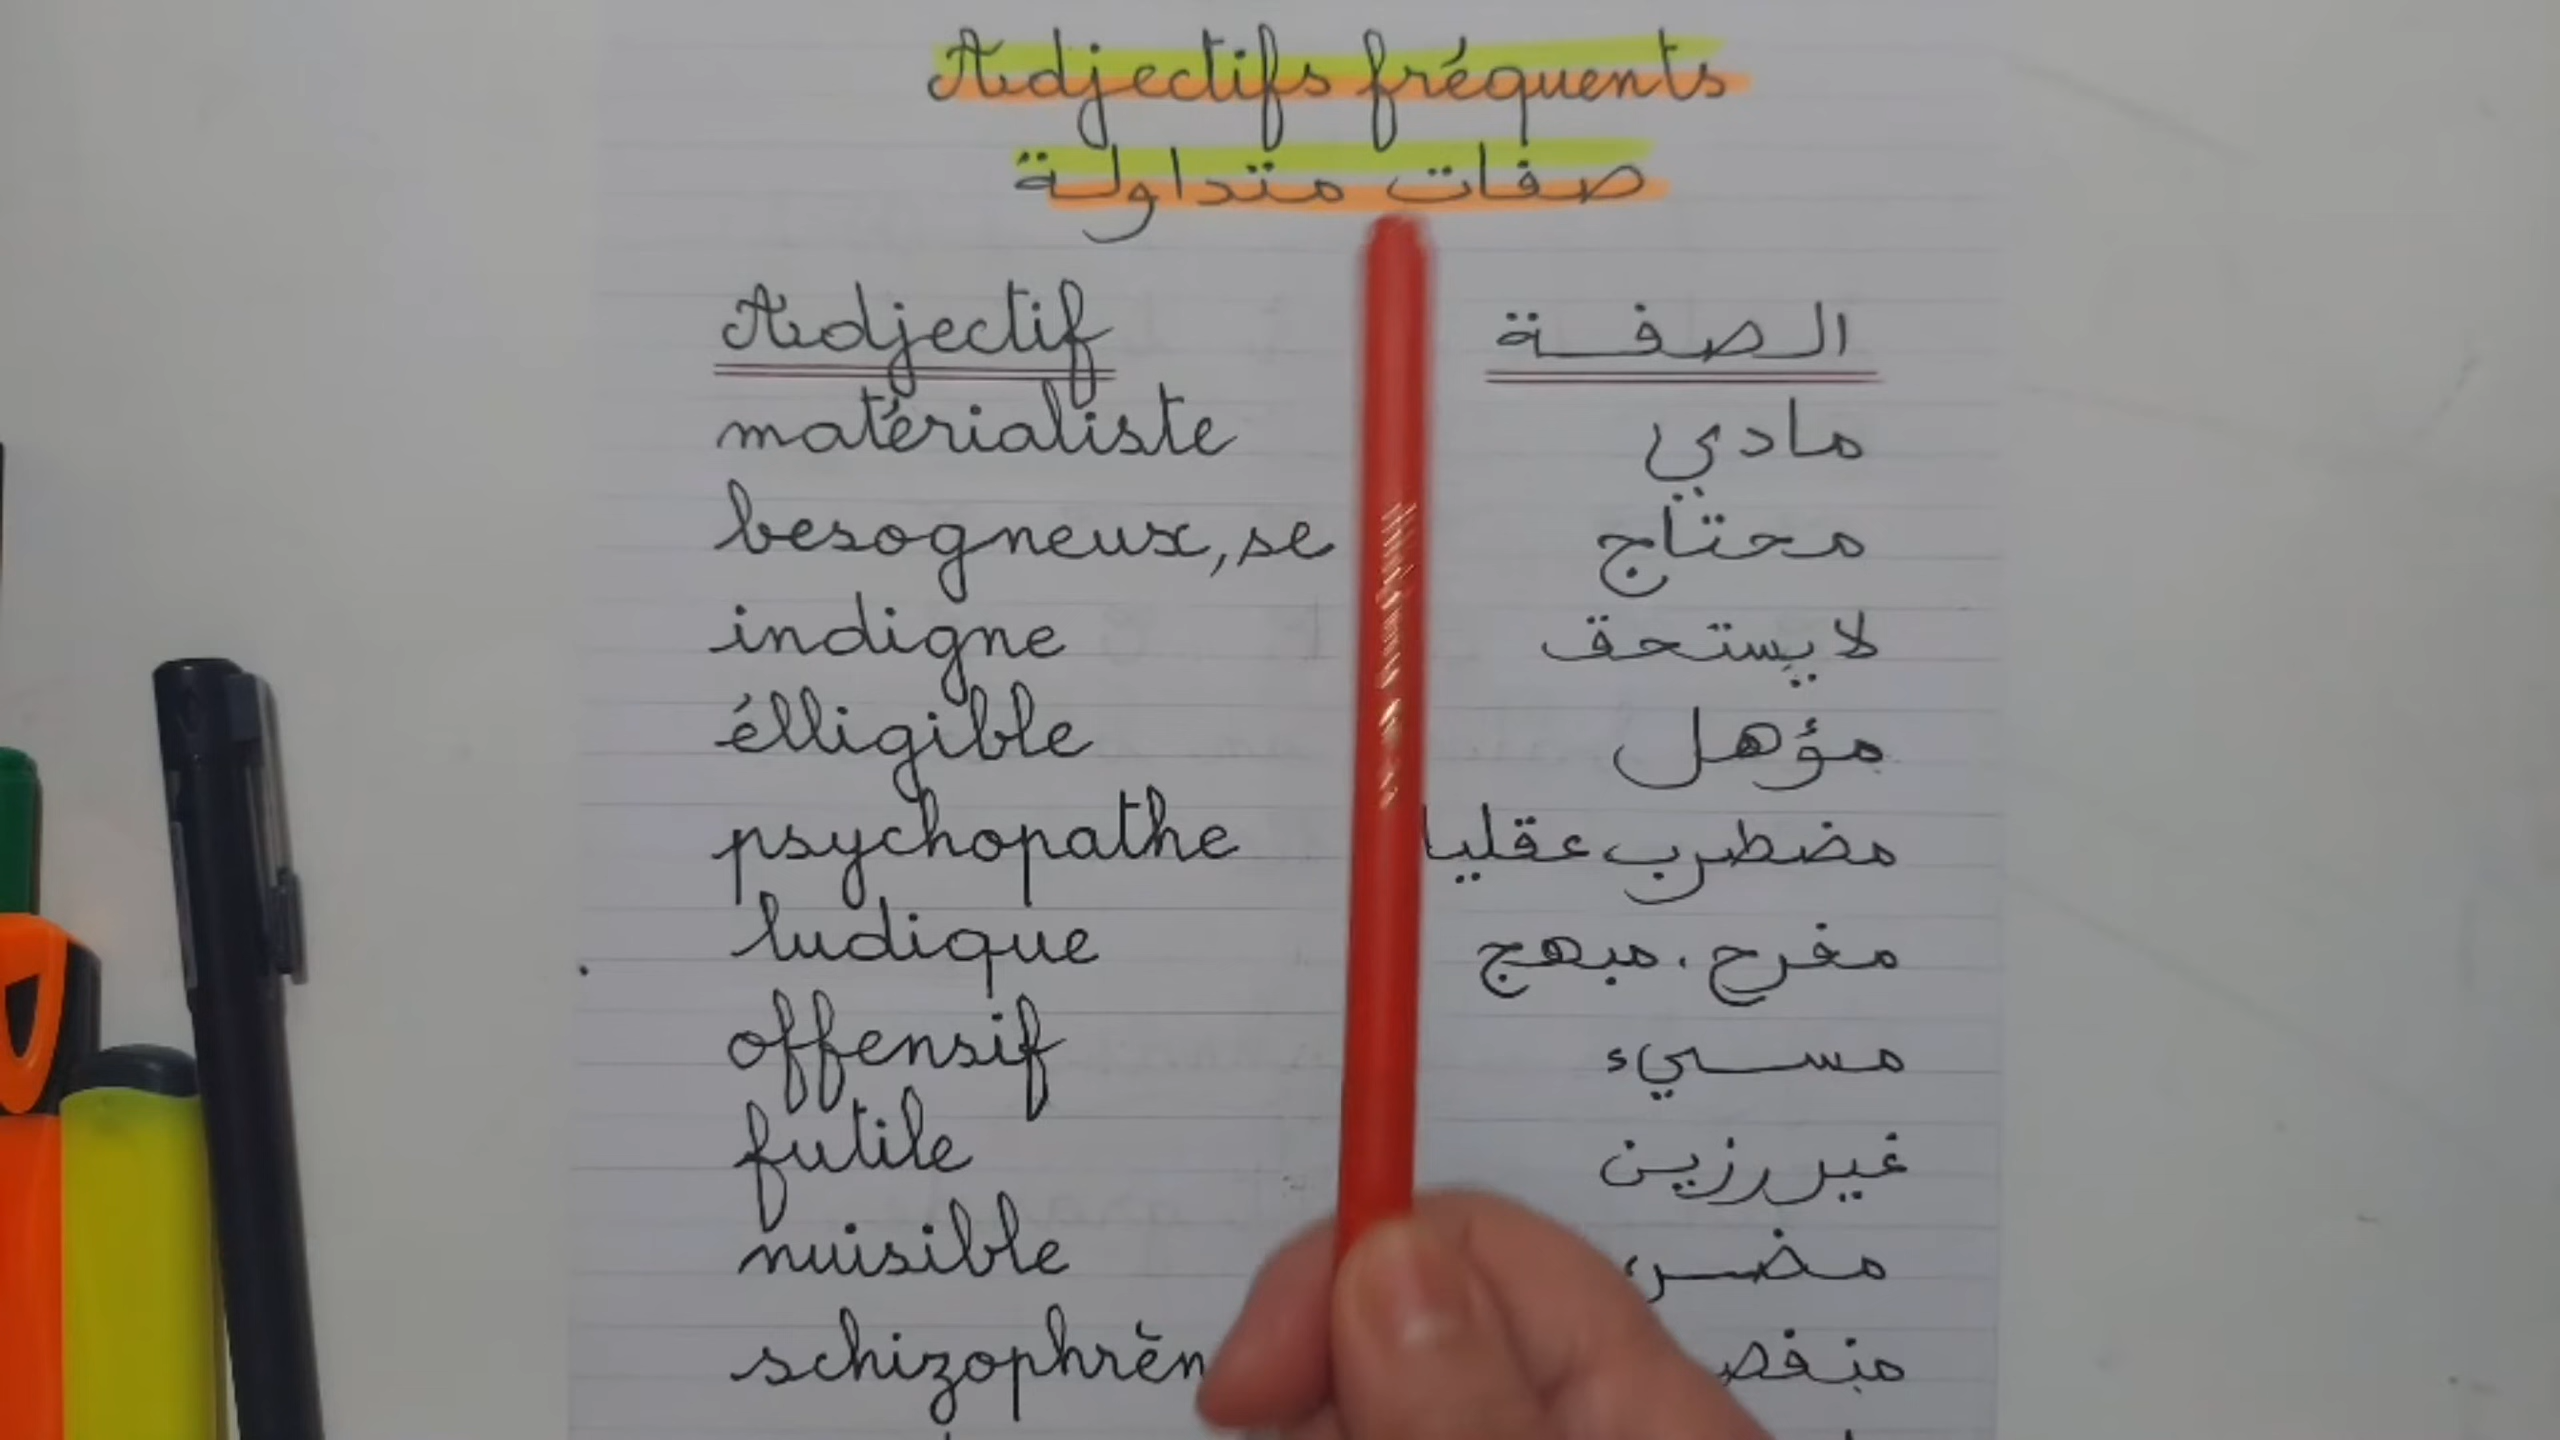 Adjectifs fréquents
صفات متداولة
Adjectif الصفة
matérialiste مادي
besogneux, se محتاج
indigne لا يستحق
élligible مؤهل
psychopathe مضطرب عقليا
ludique مفرح، مبهج
offensif مسيء
futile غير رزين
nuisible مضر